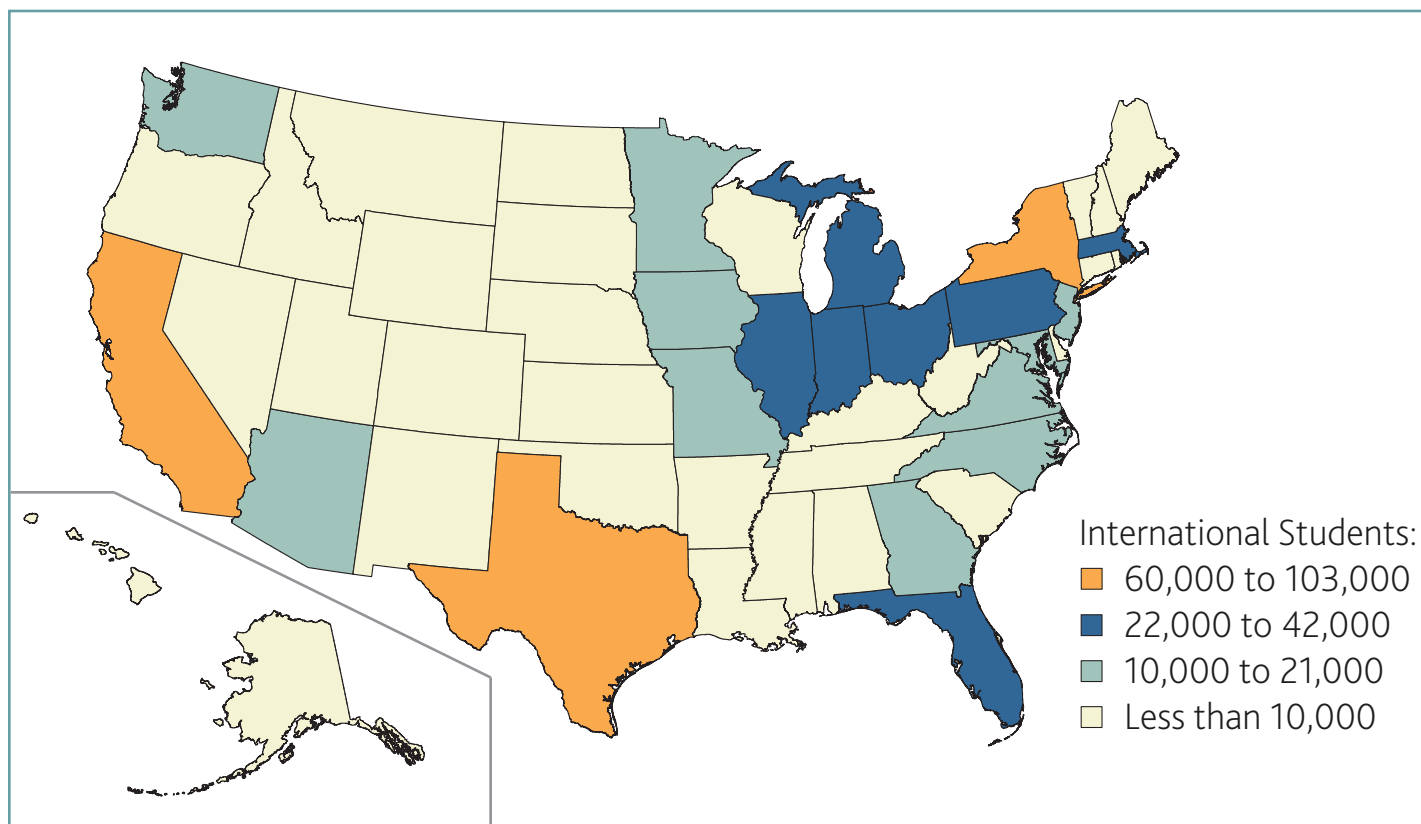 International Students:
60,000 to 103,000
22,000 to 42,000
10,000 to 21,000
Less than 10,000